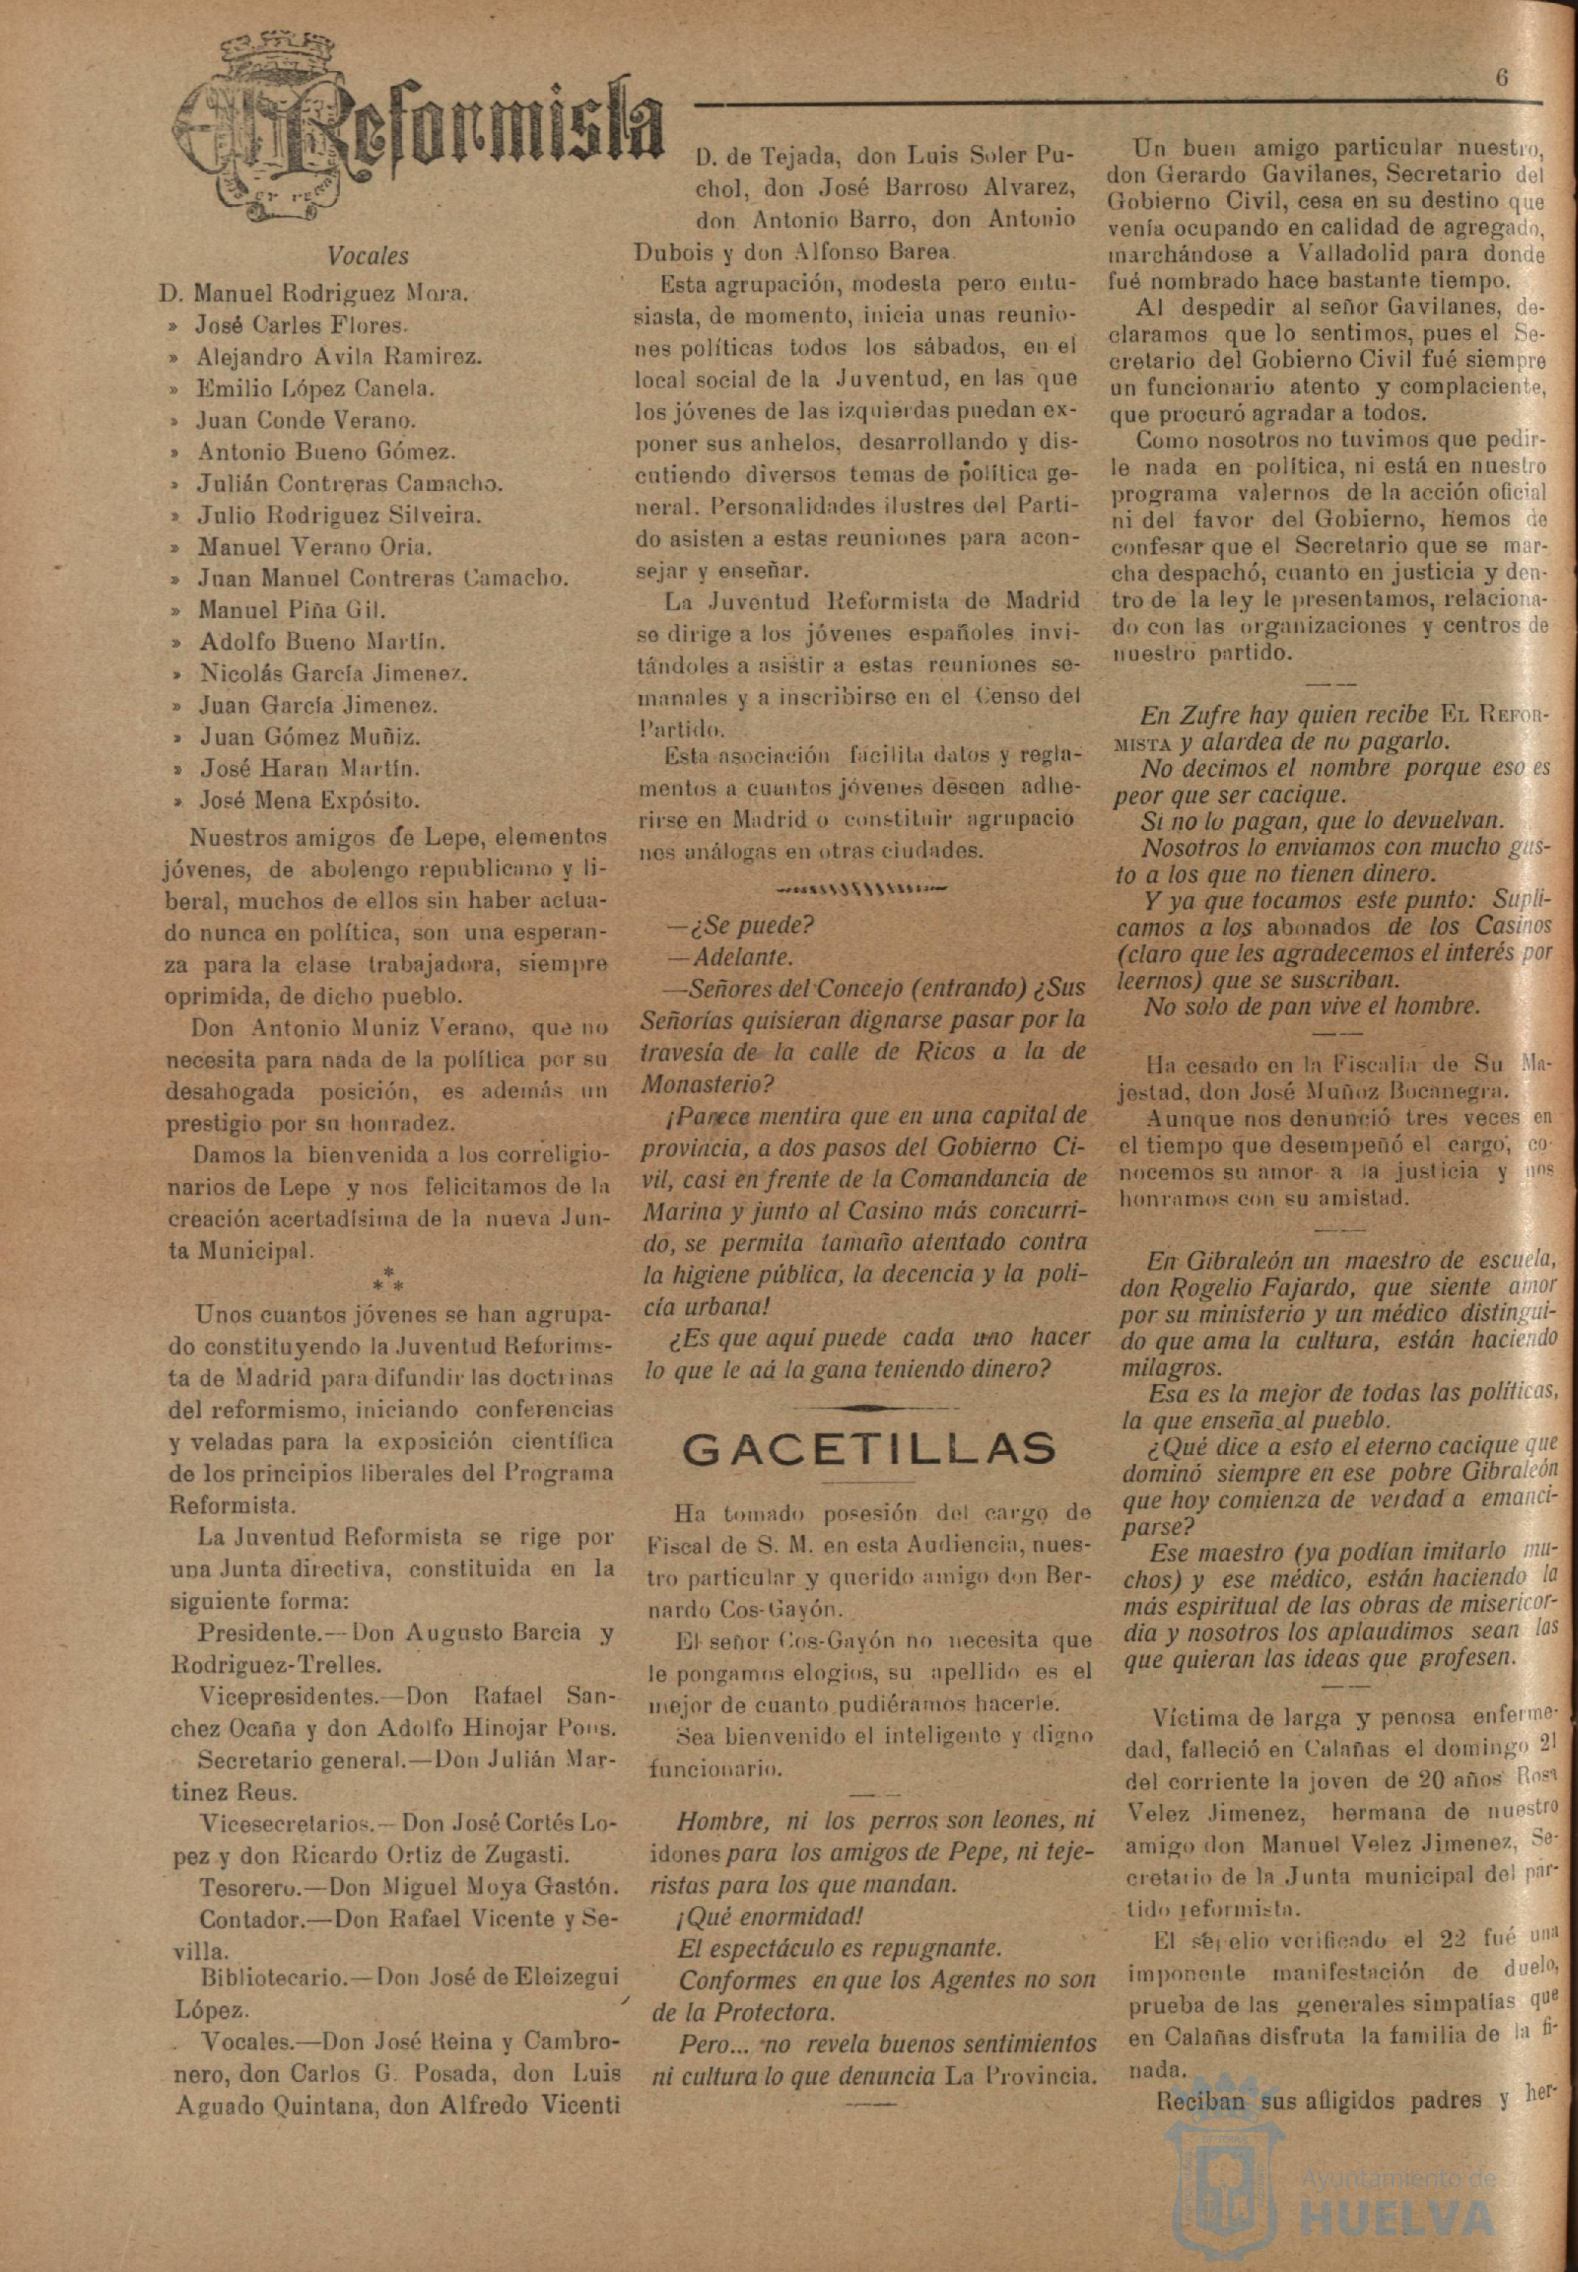 El Reformista
6
Vocales
D. Manuel Rodriguez Mora.
» José Carles Flores.
» Alejandro Avila Ramirez.
» Emilio López Canela.
» Juan Conde Verano.
» Antonio Bueno Gómez.
» Julián Contreras Camacho.
» Julio Rodriguez Silveira.
» Manuel Verano Oria.
» Juan Manuel Contreras Camacho.
» Manuel Piña Gil.
» Adolfo Bueno Martín.
» Nicolás García Jimenez.
» Juan García Jimenez.
» Juan Gómez Muñiz.
» José Haran Martín.
» José Mena Expósito.
Nuestros amigos de Lepe, elementos
jóvenes, de abolengo republicano y li-
beral, muchos de ellos sin haber actua-
do nunca en política, son una esperan-
za para la clase trabajadora, siempre
oprimida, de dicho pueblo.
Don Antonio Muniz Verano, que no
necesita para nada de la política por su
desahogada posición, es además un
prestigio por su honradez.
Damos la bienvenida a los correligio-
narios de Lepe y nos felicitamos de la
creación acertadísima de la nueva Jun-
ta Municipal.
* * *
Unos cuantos jóvenes se han agrupa-
do constituyendo la Juventud Reforims-
ta de Madrid para difundir las doctrinas
del reformismo, iniciando conferencias
y veladas para la exposición científica
de los principios liberales del Programa
Reformista.
La Juventud Reformista se rige por
una Junta directiva, constituida en la
siguiente forma:
Presidente.—Don Augusto Barcia y
Rodriguez-Trelles.
Vicepresidentes.—Don Rafael San-
chez Ocaña y don Adolfo Hinojar Pons.
Secretario general.—Don Julián Mar-
tinez Reus.
Vicesecretarios.—Don José Cortés Lo-
pez y don Ricardo Ortiz de Zugasti.
Tesorero.—Don Miguel Moya Gastón.
Contador.—Don Rafael Vicente y Se-
villa.
Bibliotecario.—Don José de Eleizegui
López.
Vocales.—Don José Reina y Cambro-
nero, don Carlos G. Posada, don Luis
Aguado Quintana, don Alfredo Vicenti
D. de Tejada, don Luis Soler Pu-
chol, don José Barroso Alvarez,
don Antonio Barro, don Antonio
Dubois y don Alfonso Barea.
Esta agrupación, modesta pero entu-
siasta, de momento, inicia unas reunio-
nes políticas todos los sábados, en el
local social de la Juventud, en las que
los jóvenes de las izquierdas puedan ex-
poner sus anhelos, desarrollando y dis-
cutiendo diversos temas de política ge-
neral. Personalidades ilustres del Parti-
do asisten a estas reuniones para acon-
sejar y enseñar.
La Juventud Reformista de Madrid
se dirige a los jóvenes españoles invi-
tándoles a asistir a estas reuniones se-
manales y a inscribirse en el Censo del
Partido.
Esta asociación facilita datos y regla-
mentos a cuantos jóvenes deseen adhe-
rirse en Madrid o constituir agrupacio
nes análogas en otras ciudades.
—¿Se puede?
—Adelante.
—Señores del Concejo (entrando) ¿Sus
Señorías quisieran dignarse pasar por la
travesía de la calle de Ricos a la de
Monasterio?
¡Parece mentira que en una capital de
provincia, a dos pasos del Gobierno Ci-
vil, casi en frente de la Comandancia de
Marina y junto al Casino más concurri-
do, se permita tamaño atentado contra
la higiene pública, la decencia y la poli-
cía urbana!
¿Es que aquí puede cada uno hacer
lo que le aá la gana teniendo dinero?
GACETILLAS
Ha tomado posesión del cargo de
Fiscal de S. M. en esta Audiencia, nues-
tro particular y querido amigo don Ber-
nardo Cos-Gayón.
El señor Cos-Gayón no necesita que
le pongamos elogios, su apellido es el
mejor de cuanto pudiéramos hacerle.
Sea bienvenido el inteligente y digno
funcionario.
Hombre, ni los perros son leones, ni
idones para los amigos de Pepe, ni teje-
ristas para los que mandan.
¡Qué enormidad!
El espectáculo es repugnante.
Conformes en que los Agentes no son
de la Protectora.
Pero... no revela buenos sentimientos
ni cultura lo que denuncia La Provincia.
Un buen amigo particular nuestro,
don Gerardo Gavilanes, Secretario del
Gobierno Civil, cesa en su destino que
venía ocupando en calidad de agregado,
marchándose a Valladolid para donde
fué nombrado hace bastante tiempo.
Al despedir al señor Gavilanes, de-
claramos que lo sentimos, pues el Se-
cretario del Gobierno Civil fué siempre
un funcionario atento y complaciente,
que procuró agradar a todos.
Como nosotros no tuvimos que pedir-
le nada en política, ni está en nuestro
programa valernos de la acción oficial
ni del favor del Gobierno, hemos de
confesar que el Secretario que se mar-
cha despachó, cuanto en justicia y den-
tro de la ley le presentamos, relaciona-
do con las organizaciones y centros de
nuestro partido.
En Zufre hay quien recibe EL REFOR-
MISTA y alardea de no pagarlo.
No decimos el nombre porque eso es
peor que ser cacique.
Si no lo pagan, que lo devuelvan.
Nosotros lo enviamos con mucho gus-
to a los que no tienen dinero.
Y ya que tocamos este punto: Supli-
camos a los abonados de los Casinos
(claro que les agradecemos el interés por
leernos) que se suscriban.
No solo de pan vive el hombre.
Ha cesado en la Fiscalia de Su Ma-
jestad, don José Muñoz Bocanegra.
Aunque nos denunció tres veces en
el tiempo que desempeñó el cargo, co-
nocemos su amor a la justicia y nos
honramos con su amistad.
En Gibraleón un maestro de escuela,
don Rogelio Fajardo, que siente amor
por su ministerio y un médico distingui-
do que ama la cultura, están haciendo
milagros.
Esa es la mejor de todas las políticas,
la que enseña al pueblo.
¿Qué dice a esto el eterno cacique que
dominó siempre en ese pobre Gibraleón
que hoy comienza de verdad a emanci-
parse?
Ese maestro (ya podían imitarlo mu-
chos) y ese médico, están haciendo la
más espiritual de las obras de misericor-
dia y nosotros los aplaudimos sean las
que quieran las ideas que profesen.
Víctima de larga y penosa enferme-
dad, falleció en Calañas el domingo 21
del corriente la joven de 20 años Rosa
Velez Jimenez, hermana de nuestro
amigo don Manuel Velez Jimenez, Se-
cretario de la Junta municipal del par-
tido reformista.
El sepelio verificado el 22 fué una
imponente manifestación de duelo,
prueba de las generales simpatías que
en Calañas disfruta la familia de la fi-
nada.
Reciban sus afligidos padres y her-
Ayuntamiento de
HUELVA